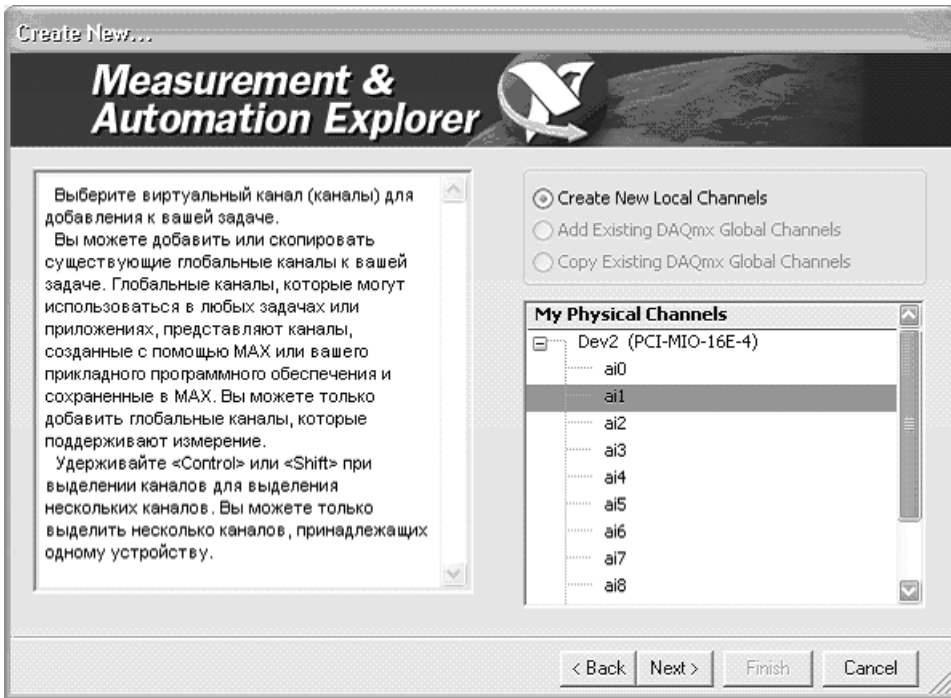 Create New...
Measurement &
Automation Explorer
Выберите виртуальный канал (каналы) для
добавления к вашей задаче.
Вы можете добавить или скопировать
существующие глобальные каналы к вашей
задаче. Глобальные каналы, которые могут
использоваться в любых задачах или
приложениях, представляют каналы,
созданные с помощью MAX или вашего
прикладного программного обеспечения и
сохраненные в MAX. Вы можете только
добавить глобальные каналы, которые
поддерживают измерение.
Удерживайте <Control> или <Shift> при
выделении каналов для выделения
нескольких каналов. Вы можете только
выделить несколько каналов, принадлежащих
одному устройству.
Create New Local Channels
Add Existing DAQmx Global Channels
Copy Existing DAQmx Global Channels
My Physical Channels
Dev2 (PCI-MIO-16E-4)
ai0
ai1
ai2
ai3
ai4
ai5
ai6
ai7
ai8
< Back
Next >
Finish
Cancel